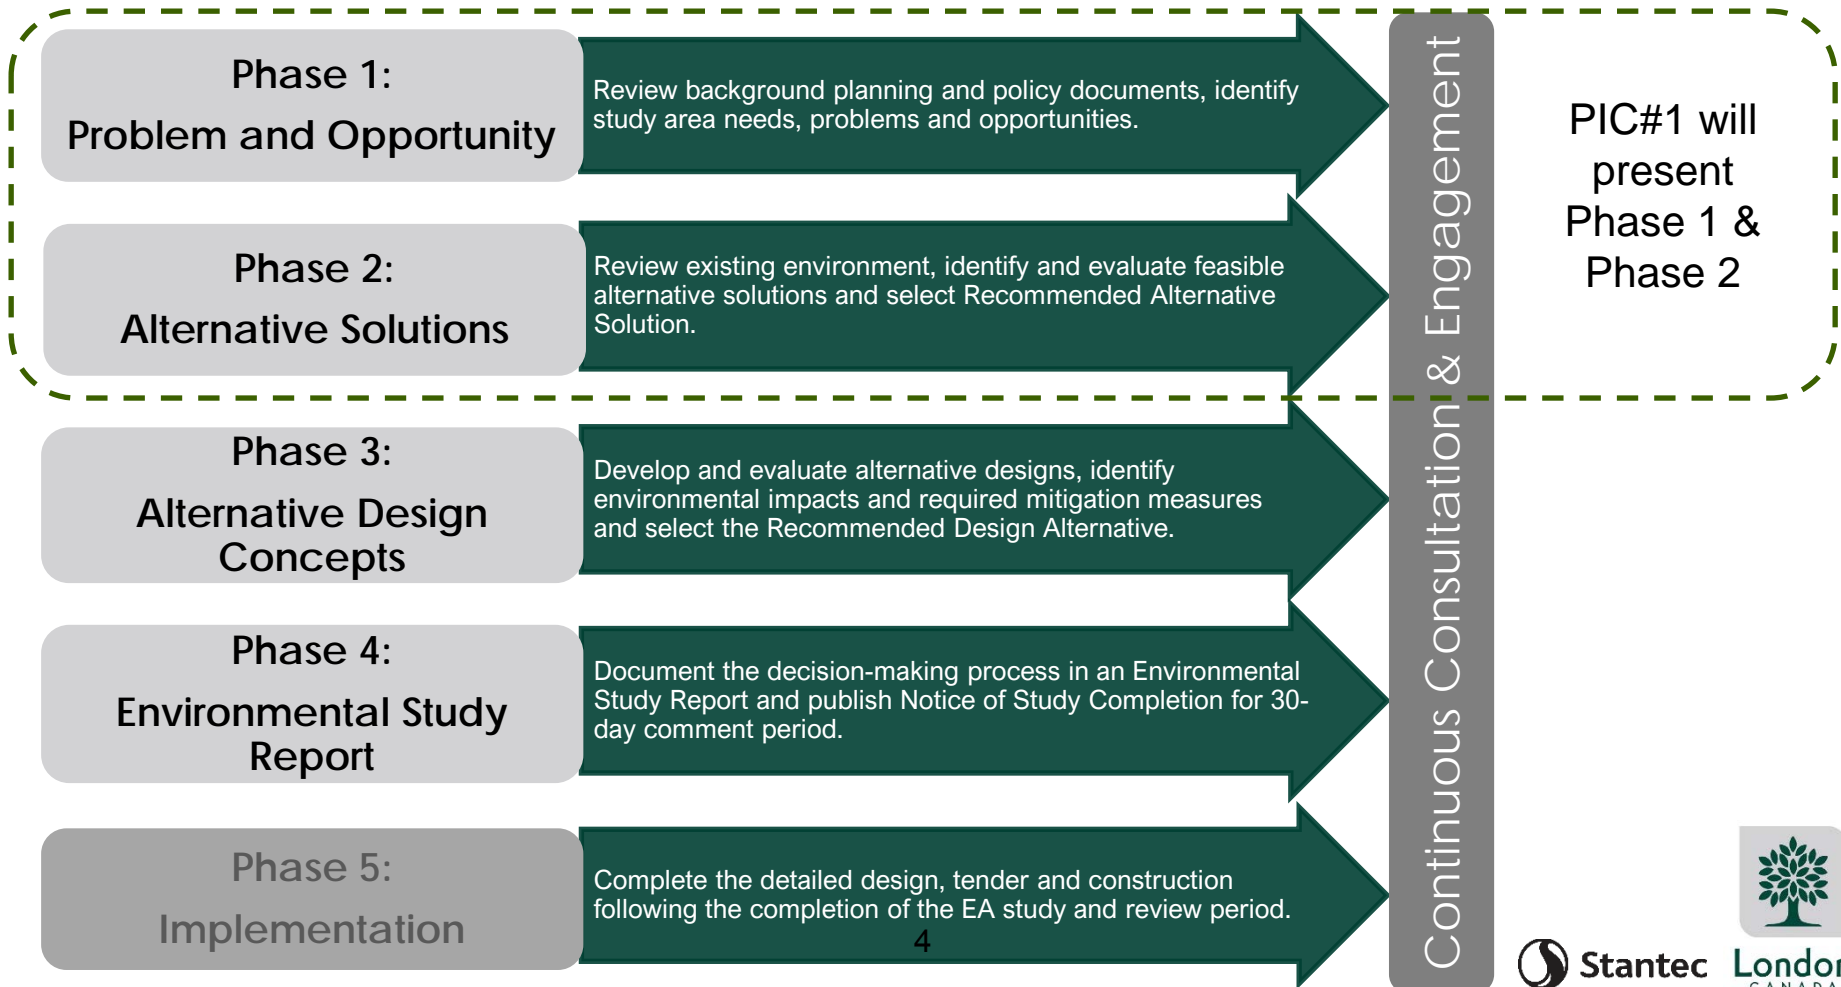 Phase 1:
Problem and Opportunity
Review background planning and policy documents, identify
study area needs, problems and opportunities.
Phase 2:
Alternative Solutions
Review existing environment, identify and evaluate feasible
alternative solutions and select Recommended Alternative
Solution.
Phase 3:
Alternative Design
Concepts
Develop and evaluate alternative designs, identify
environmental impacts and required mitigation measures
and select the Recommended Design Alternative.
Phase 4:
Environmental Study
Report
Document the decision-making process in an Environmental
Study Report and publish Notice of Study Completion for 30-
day comment period.
Phase 5:
Implementation
Complete the detailed design, tender and construction
following the completion of the EA study and review period.
4
Continuous Consultation & Engagement
PIC#1 will
present
Phase 1 &
Phase 2
Stantec
London
CANADA